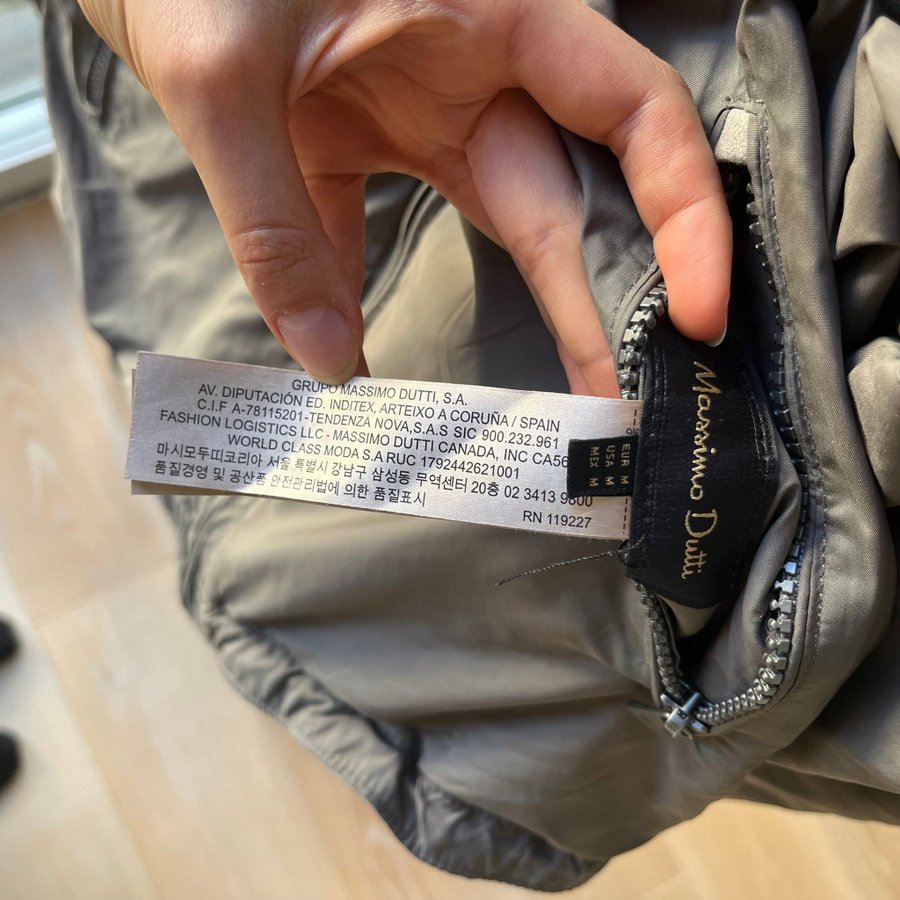 GRUPO MASSIMO DUTTI, S.A.
AV. DIPUTACIÓN ED. INDITEX, ARTEIXO A CORUÑA / SPAIN
C.I.F A-78115201-TENDENZA NOVA,S.A.S SIC 900.232.961
FASHION LOGISTICS LLC - MASSIMO DUTTI CANADA, INC
WORLD CLASS MODA S.A RUC 1792442621001
마시모두띠코리아 서울 특별시 강남구 삼성동 무역센터 20층 02 3413 9800
품질경영 및 공산품 안전관리법에 의한 품질표시
RN 119227
EUR M
USA M
MEX M
Massimo Dutti